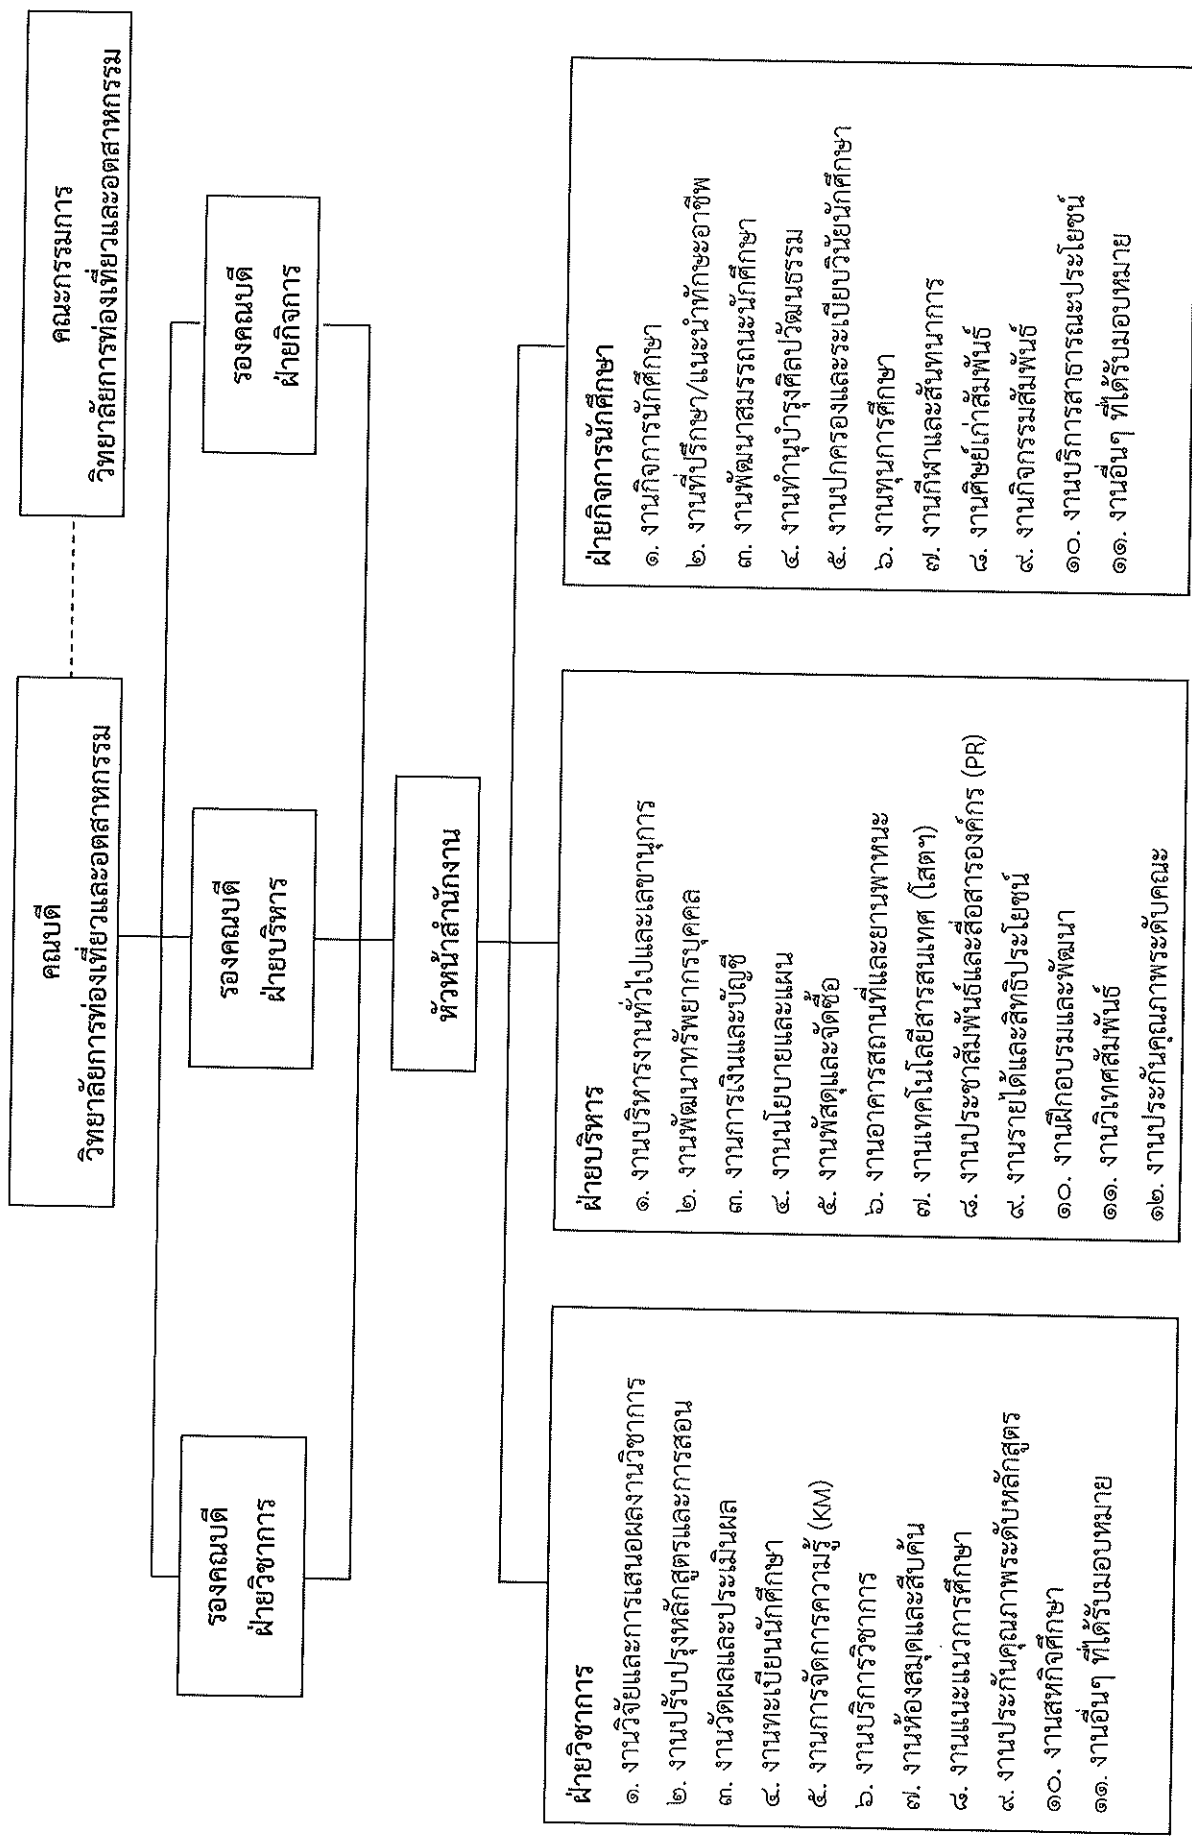 คณบดี
วิทยาลัยการท่องเที่ยวและอุตสาหกรรม
คณะกรรมการ
วิทยาลัยการท่องเที่ยวและอุตสาหกรรม
รองคณบดี
ฝ่ายวิชาการ
รองคณบดี
ฝ่ายบริหาร
รองคณบดี
ฝ่ายกิจการ
หัวหน้าสำนักงาน
ฝ่ายวิชาการ
๑. งานวิจัยและการเสนอผลงานวิชาการ
๒. งานปรับปรุงหลักสูตรและการสอน
๓. งานวัดผลและประเมินผล
๔. งานทะเบียนนักศึกษา
๕. งานการจัดการความรู้ (KM)
๖. งานบริการวิชาการ
๗. งานห้องสมุดและสืบค้น
๘. งานแนะแนวการศึกษา
๙. งานประกันคุณภาพระดับหลักสูตร
๑๐. งานสหกิจศึกษา
๑๑. งานอื่นๆ ที่ได้รับมอบหมาย
ฝ่ายบริหาร
๑. งานบริหารงานทั่วไปและเลขานุการ
๒. งานพัฒนาทรัพยากรบุคคล
๓. งานการเงินและบัญชี
๔. งานนโยบายและแผน
๕. งานพัสดุและจัดซื้อ
๖. งานอาคารสถานที่และยานพาหนะ
๗. งานเทคโนโลยีสารสนเทศ (โสตฯ)
๘. งานประชาสัมพันธ์และสื่อสารองค์กร (PR)
๙. งานรายได้และสิทธิประโยชน์
๑๐. งานฝึกอบรมและพัฒนา
๑๑. งานวิเทศสัมพันธ์
๑๒. งานประกันคุณภาพระดับคณะ
ฝ่ายกิจการนักศึกษา
๑. งานกิจการนักศึกษา
๒. งานที่ปรึกษา/แนะนำทักษะอาชีพ
๓. งานพัฒนาสมรรถนะนักศึกษา
๔. งานทำนุบำรุงศิลปวัฒนธรรม
๕. งานปกครองและระเบียบวินัยนักศึกษา
๖. งานทุนการศึกษา
๗. งานกีฬาและสันทนาการ
๘. งานศิษย์เก่าสัมพันธ์
๙. งานกิจกรรมสัมพันธ์
๑๐. งานบริการสาธารณะประโยชน์
๑๑. งานอื่นๆ ที่ได้รับมอบหมาย